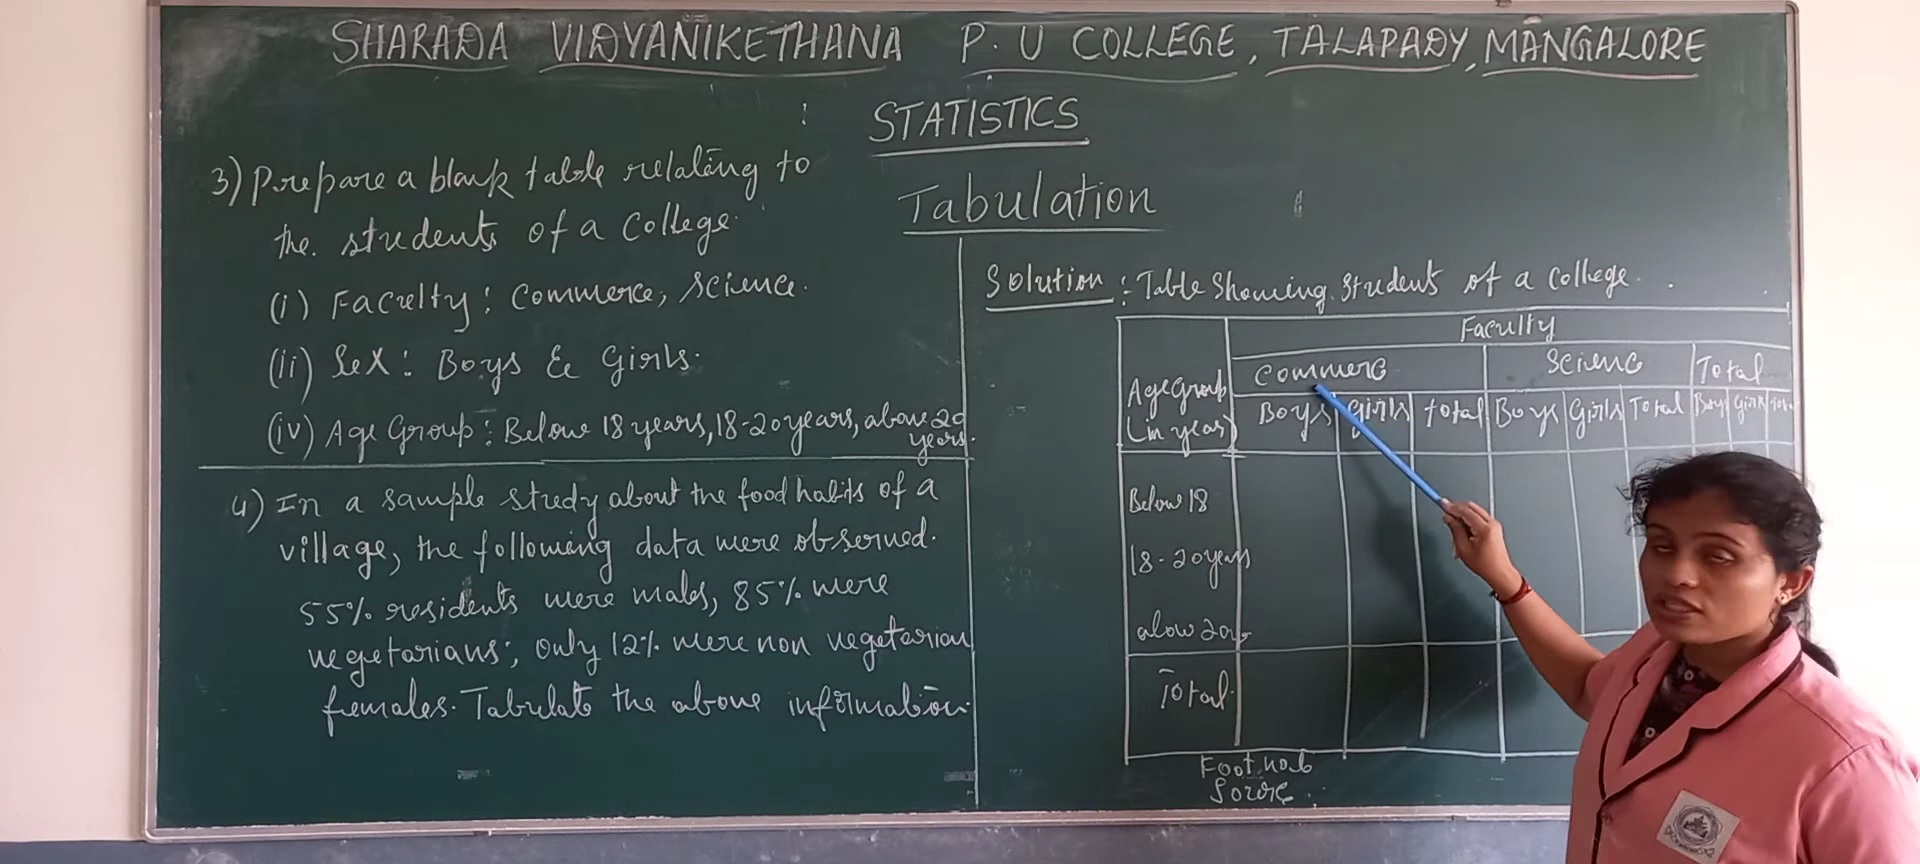 SHARADA VIDYANIKETHANA P.U COLLEGE, TALAPADY, MANGALORE
STATISTICS
Tabulation
3) Prepare a blank table relating to
the students of a College.
(i) Faculty: Commerce, Science.
(ii) Sex: Boys & Girls.
(iv) Age Group: Below 18 years, 18-20 years, above 20
years.
4) In a sample study about the food habits of a
village, the following data were observed.
55% residents were males, 85% were
vegetarians; only 12% were non vegetarian
females. Tabulate the above information.
Solution: Table Showing Students of a College.
Faculty
Age Group
(in year)
Commerc Science Total
Boys Girls total Boys Girls Total Boys Girls
Below 18
18-20 years
Total
Foot